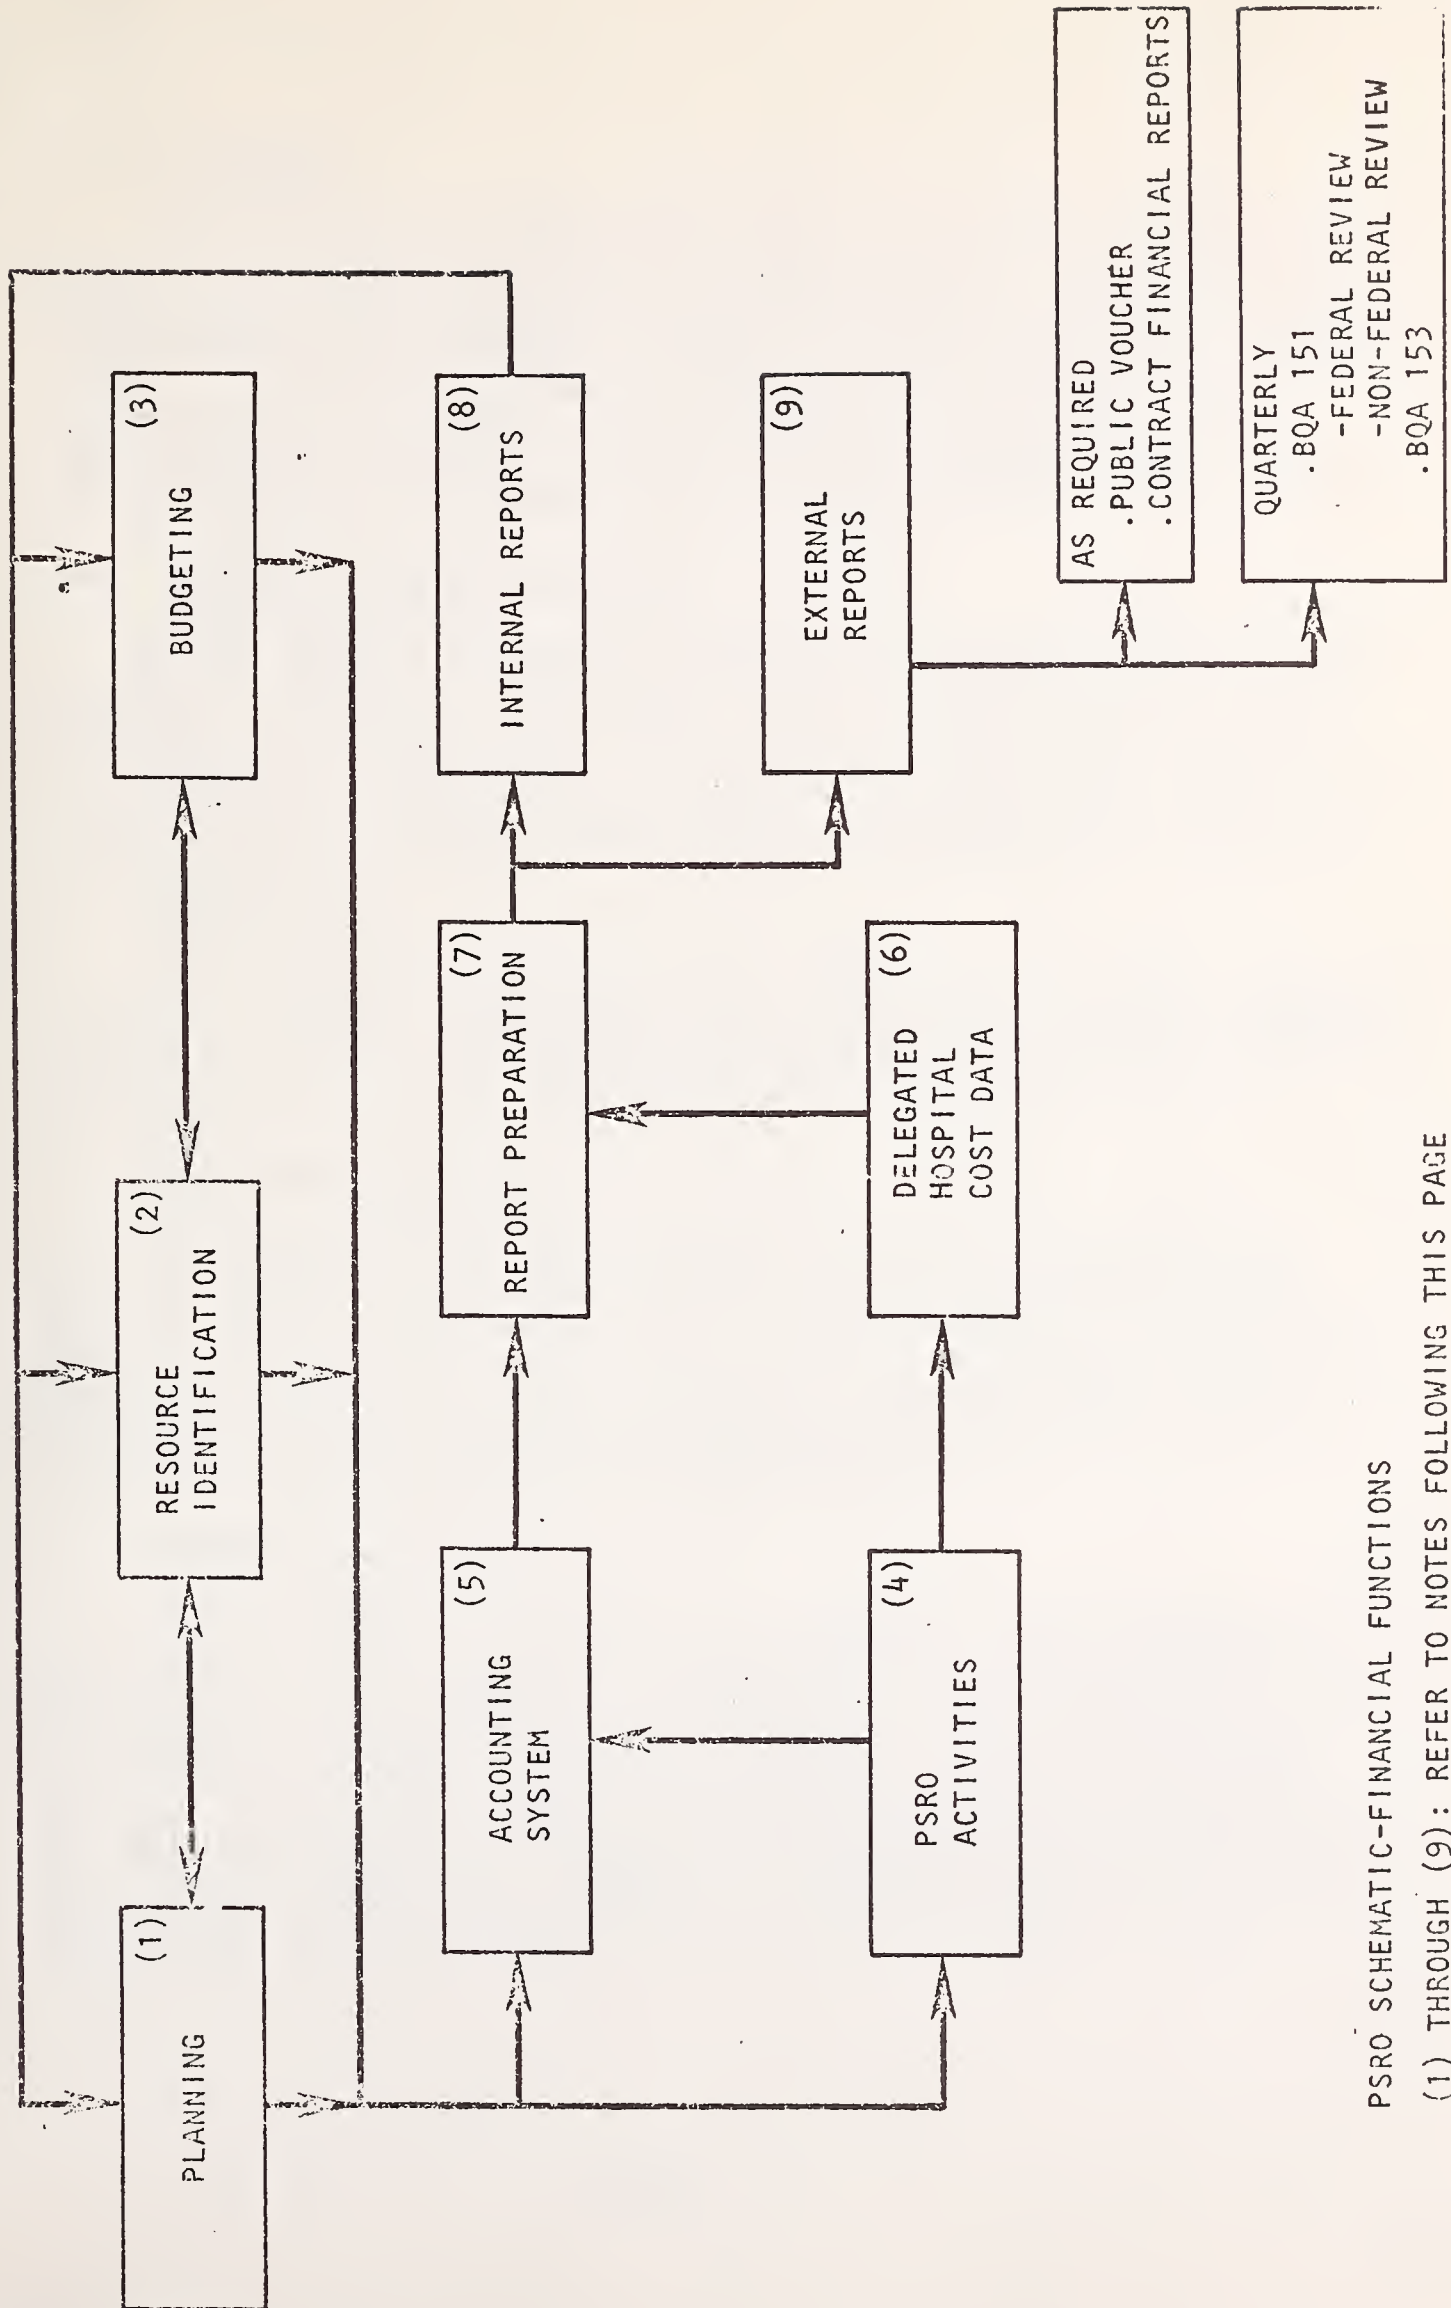 (1)
PLANNING
(2)
RESOURCE
IDENTIFICATION
(3)
BUDGETING
(5)
ACCOUNTING
SYSTEM
(7)
REPORT PREPARATION
(8)
INTERNAL REPORTS
(4)
PSRO
ACTIVITIES
(6)
DELEGATED
HOSPITAL
COST DATA
(9)
EXTERNAL
REPORTS
AS REQUIRED
.PUBLIC VOUCHER
.CONTRACT FINANCIAL REPORTS
QUARTERLY
.BQA 151
-FEDERAL REVIEW
-NON-FEDERAL REVIEW
.BQA 153
PSRO SCHEMATIC-FINANCIAL FUNCTIONS
(1) THROUGH (9): REFER TO NOTES FOLLOWING THIS PAGE